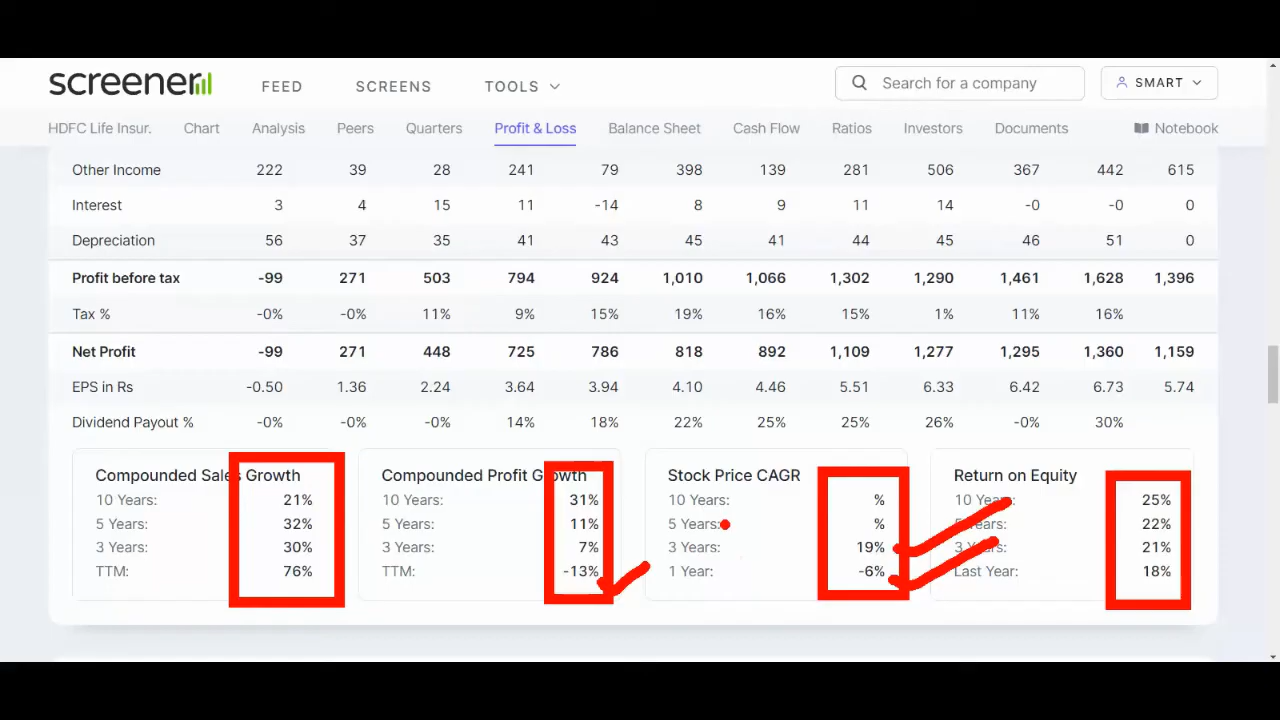 screener FEED SCREENS TOOLS Search for a company SMART
HDFC Life Insur. Chart Analysis Peers Quarters Profit & Loss Balance Sheet Cash Flow Ratios Investors Documents Notebook
Other Income 222 39 28 241 79 398 139 281 506 367 442 615
Interest 3 4 15 11 -14 8 9 11 14 -0 -0 0
Depreciation 56 37 35 41 43 45 41 44 45 46 51 0
Profit before tax -99 271 503 794 924 1,010 1,066 1,302 1,290 1,461 1,628 1,396
Tax % -0% -0% 11% 9% 15% 19% 16% 15% 1% 11% 16%
Net Profit -99 271 448 725 786 818 892 1,109 1,277 1,295 1,360 1,159
EPS in Rs -0.50 1.36 2.24 3.64 3.94 4.10 4.46 5.51 6.33 6.42 6.73 5.74
Dividend Payout % -0% -0% -0% 14% 18% 22% 25% 25% 26% -0% 30%
Compounded Sales Growth
10 Years: 21%
5 Years: 32%
3 Years: 30%
TTM: 76%
Compounded Profit Growth
10 Years: 31%
5 Years: 11%
3 Years: 7%
TTM: -13%
Stock Price CAGR
10 Years: %
5 Years: %
3 Years: 19%
1 Year: -6%
Return on Equity
10 Years: 25%
5 Years: 22%
3 Years: 21%
Last Year: 18%